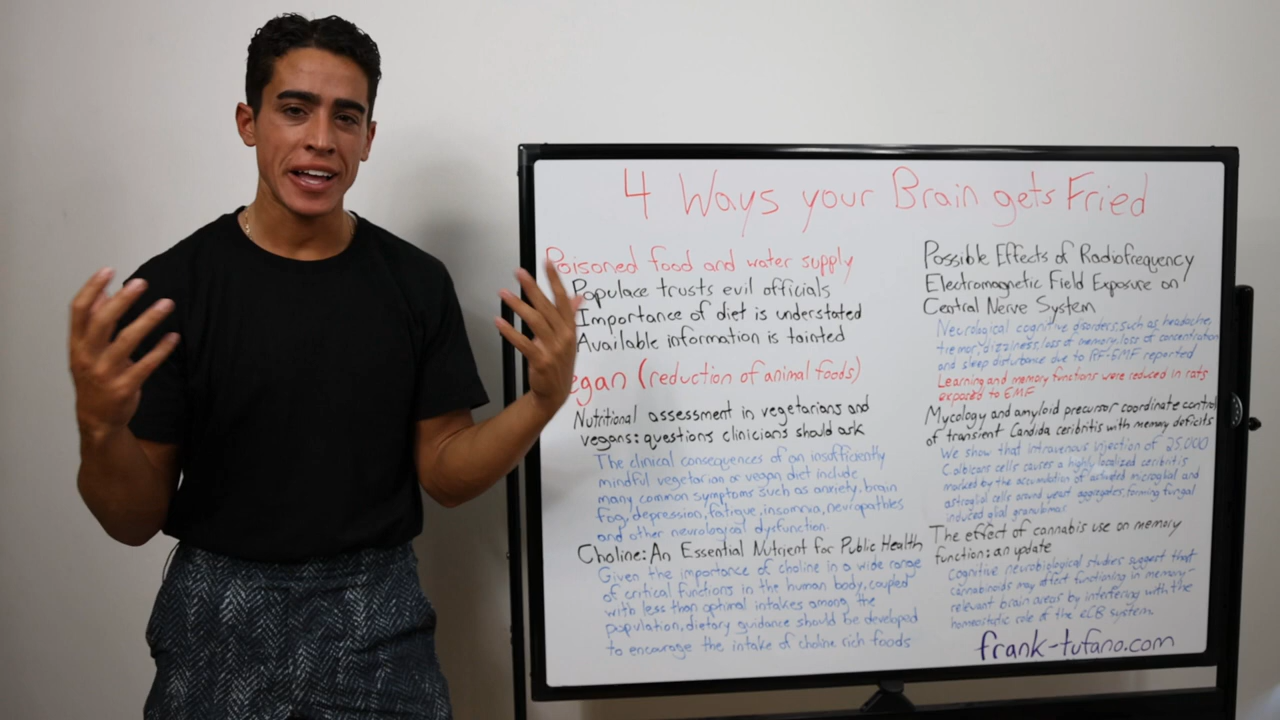 4 Ways your Brain gets Fried
Poisoned food and water supply
Populace trusts evil officials
Importance of diet is understated
Available information is tainted
egan (reduction of animal foods)
Nutritional assessment in vegetarians and
vegans: questions clinicians should ask
The clinical consequences of an insufficiently
mindful vegetarian or vegan diet include
many common symptoms such as anxiety, brain
fog, depression, fatigue, insomnia, neuropathies
and other neurological dysfunction.
Choline: An Essential Nutrient for Public Health
Given the importance of choline in a wide range
of critical functions in the human body, coupled
with less than optimal intakes among the
population, dietary guidance should be developed
to encourage the intake of choline rich foods
Possible Effects of Radiofrequency
Electromagnetic Field Exposure on
Central Nerve System
Neurological cognitive disorders, such as headache,
tremor, dizziness, loss of memory, loss of concentration
and sleep disturbance due to RF-EMF reported
Learning and memory functions were reduced in rats
exposed to EMF
Mycology and amyloid precursor coordinate control
of transient Candida ceribritis with memory deficits
We show that intravenous injection of 25,000
C albicans cells causes a highly localized ceribritis
marked by the accumulation of activated microglial and
astroglial cells around yeast aggregates, forming fungal
induced glial granulomas
The effect of cannabis use on memory
function: an update
Cognitive neurobiological studies suggest that
cannabinoids may affect functioning in memory-
relevant brain areas by interfering with the
homeostatic role of the eCB system
frank-tufano.com